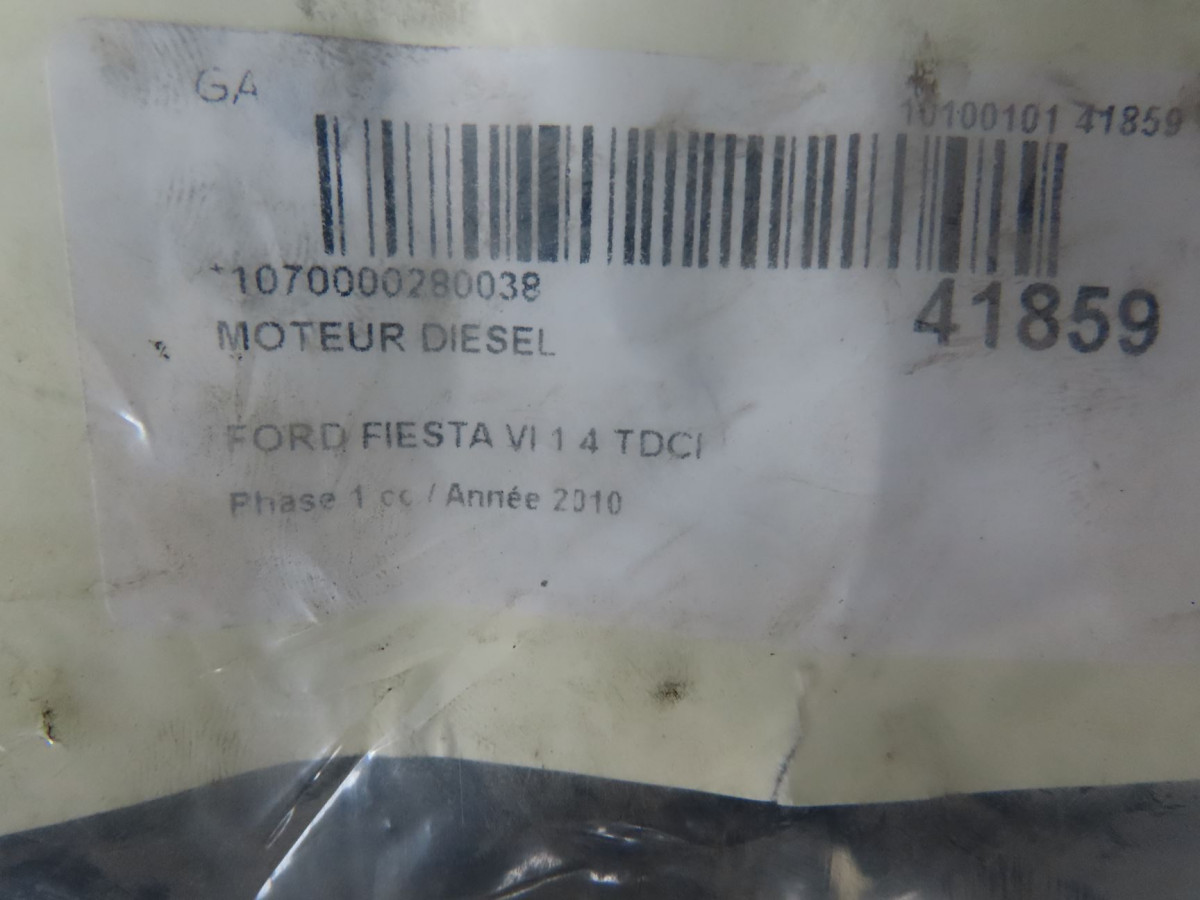 GA
10100101 41859
*1070000280038
41859
MOTEUR DIESEL
FORD FIESTA VI 1 4 TDCI
Phase 1 cc / Année 2010